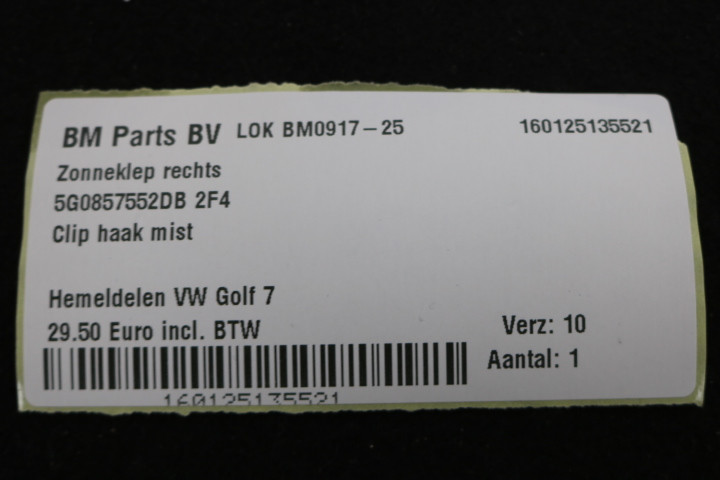 BM Parts BV LOK BM0917-25 160125135521
Zonneklep rechts
5G0857552DB 2F4
Clip haak mist
Hemeldelen VW Golf 7
29.50 Euro incl. BTW
Verz: 10
Aantal: 1
160125135521